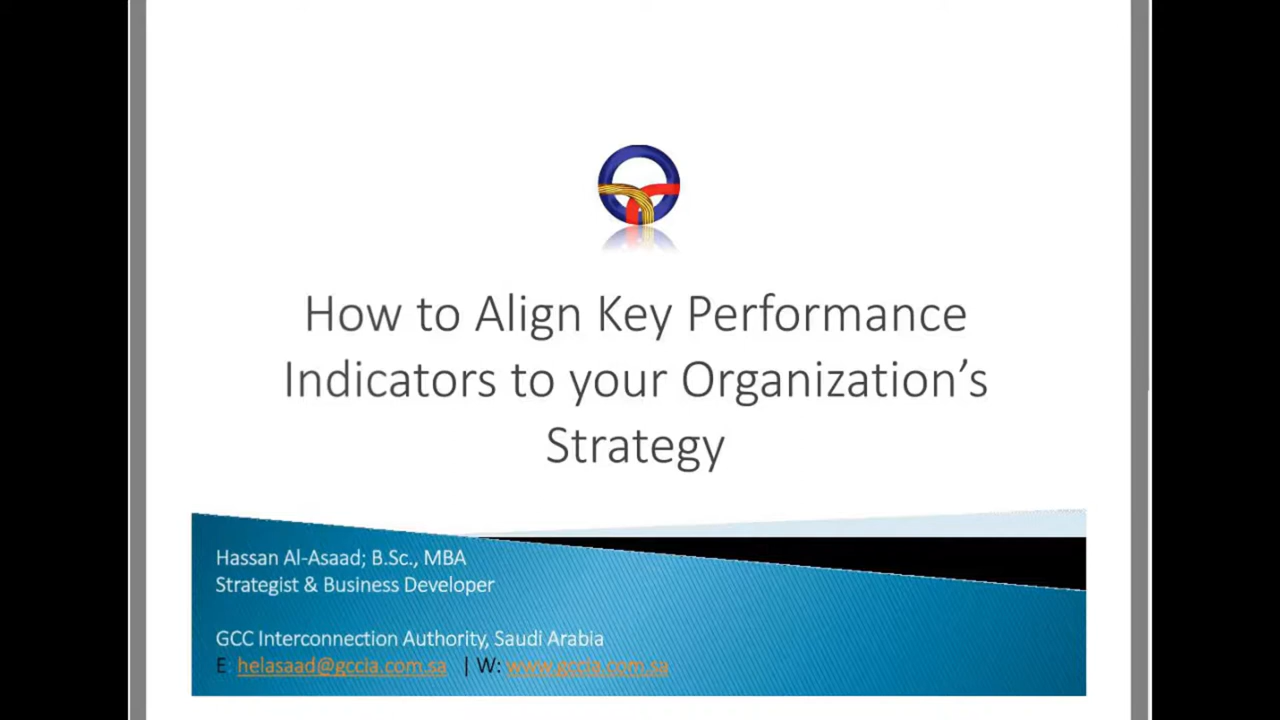 How to Align Key Performance
Indicators to your Organization’s
Strategy
Hassan Al-Asaad; B.Sc., MBA
Strategist & Business Developer
GCC Interconnection Authority, Saudi Arabia
E: helasaad@gccia.com.sa | W: www.gccia.com.sa